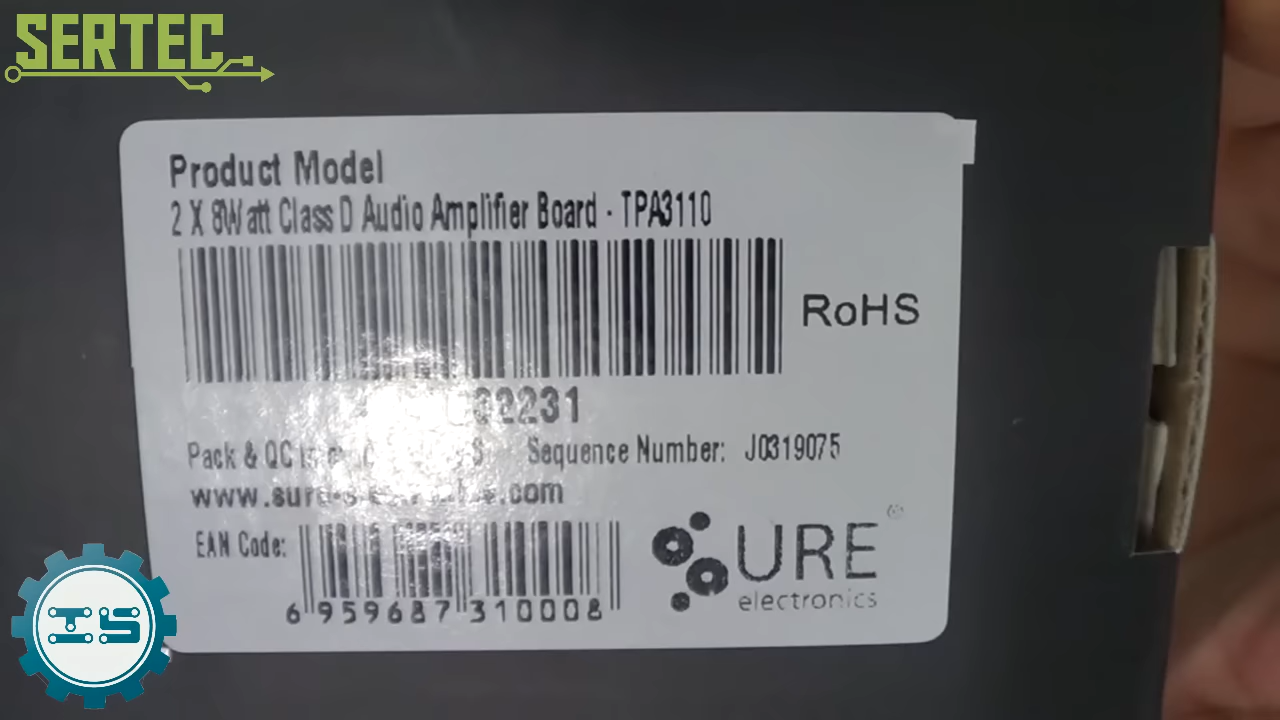 SERTEC
Product Model
2 X 8Watt Class D Audio Amplifier Board - TPA3110
RoHS
32231
Pack & QC Sequence Number: J0319075
www.sure
.com
EAN Code:
6 959687 310008
URE
electronics
IS